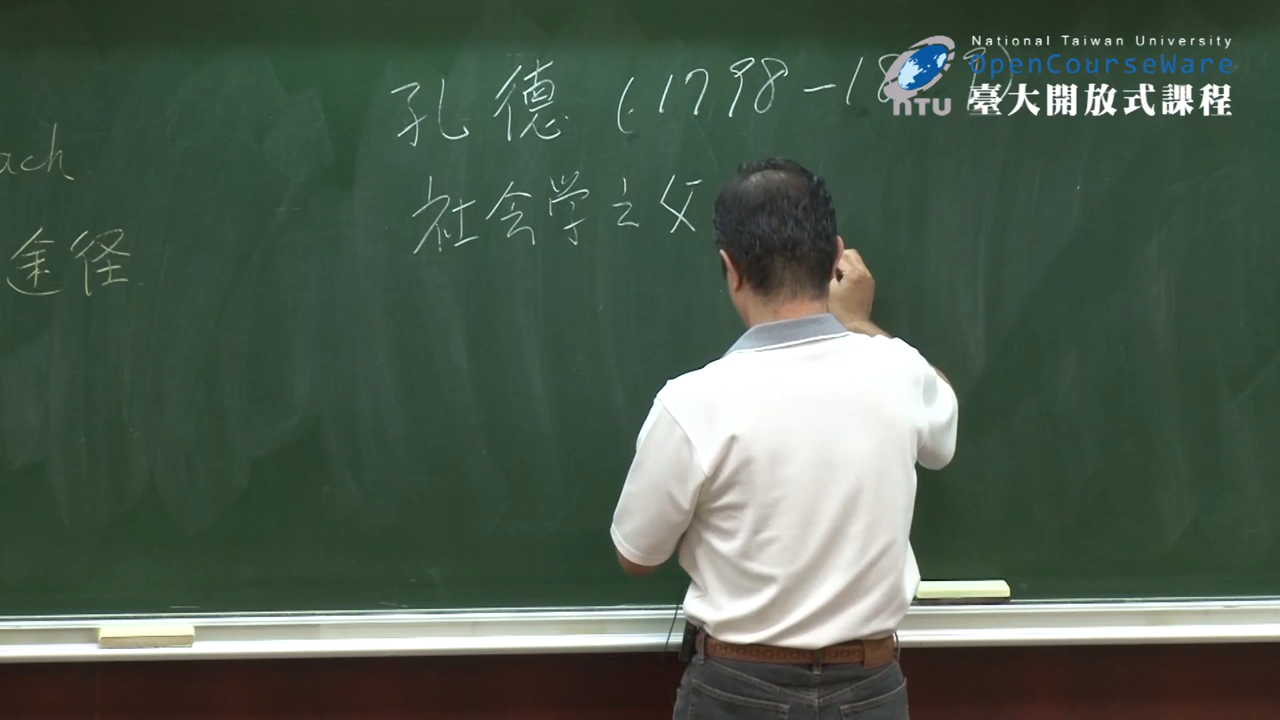 National Taiwan University
OpenCourseWare
臺大開放式課程
NTU
孔德 (1798-18
社会学之父
ach
途径